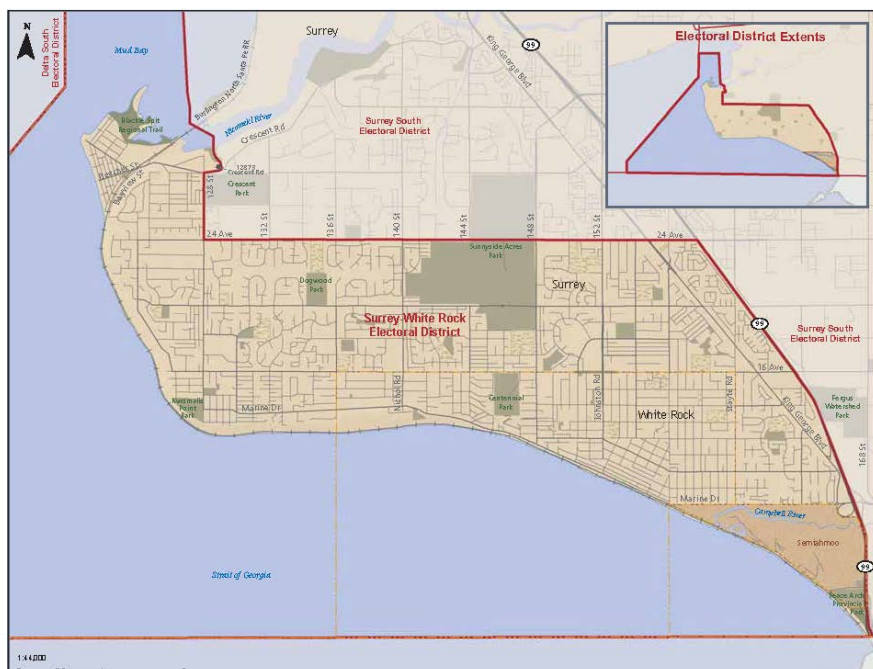 N
Delta South
Electoral District
Mud Bay
Surrey
99
King George Blvd
Electoral District Extents
Burlington North Santa Fe RR
Nicomekl River
Crescent Rd
Surrey South
Electoral District
Blackie Spit
Regional Trail
Beecher St
Bayview St
12873
Crescent Rd
128 St
Crescent
Park
132 St
136 St
140 St
144 St
148 St
152 St
24 Ave
24 Ave
Sunnyside Acres
Park
Dogwood
Park
Surrey
Surrey-White Rock
Electoral District
99
Surrey South
Electoral District
16 Ave
Kwomais
Point
Park
Marine Dr
Nichol Rd
Centennial
Park
Johnston Rd
Stayte Rd
White Rock
King George Blvd
Fergus
Watershed
Park
168 St
Marine Dr
Campbell River
Semiahmoo
99
Strait of Georgia
Peace Arch
Provincial
Park
1:44,000